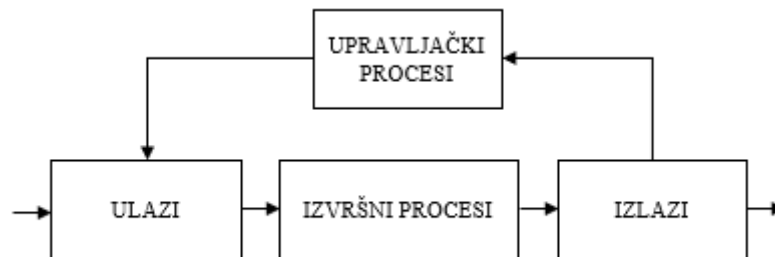 UPRAVLJAČKI
PROCESI
ULAZI
IZVRŠNI PROCESI
IZLAZI